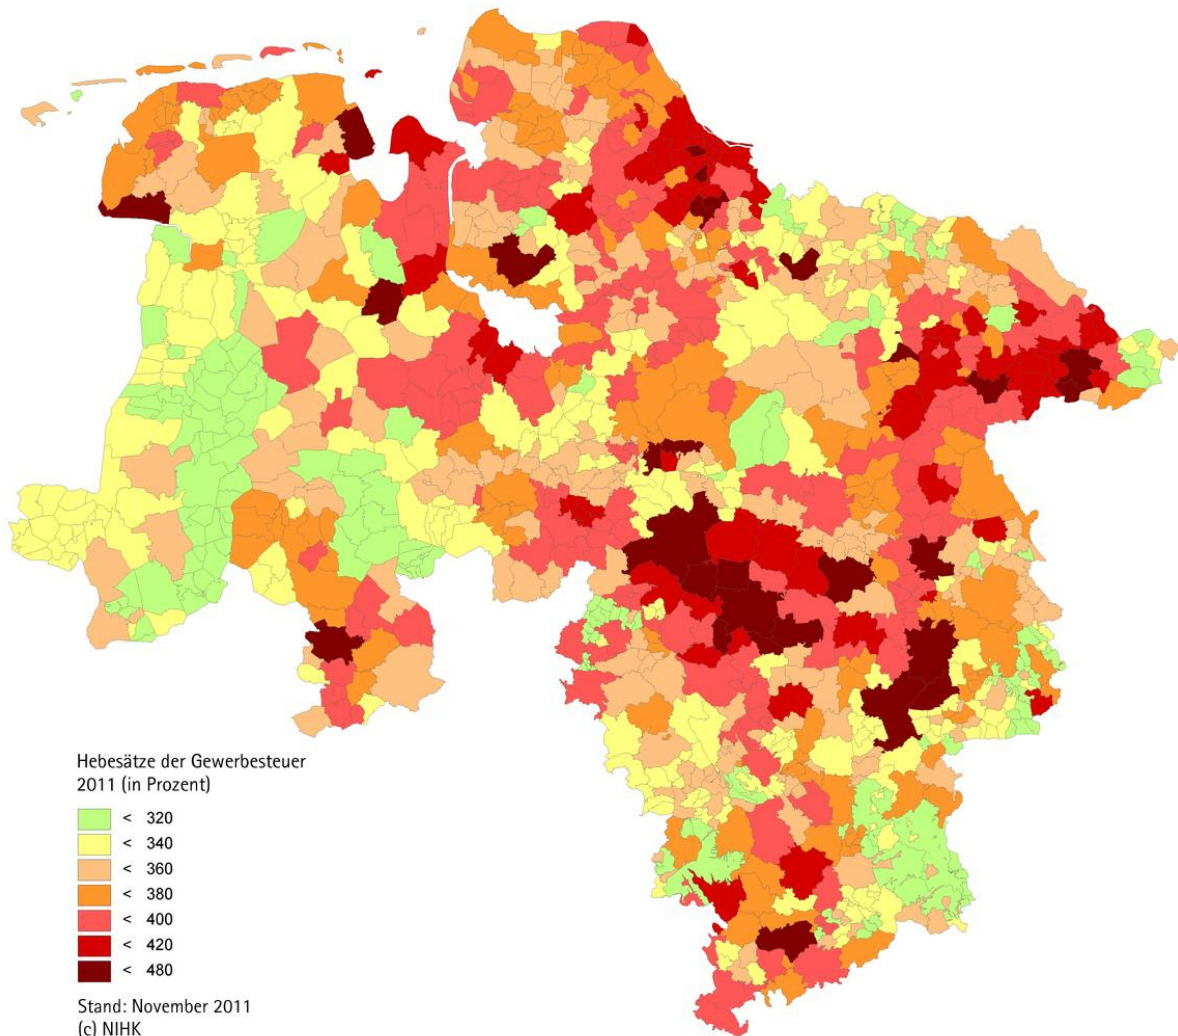 Hebesätze der Gewerbesteuer
2011 (in Prozent)
< 320
< 340
< 360
< 380
< 400
< 420
< 480
Stand: November 2011
(c) NIHK